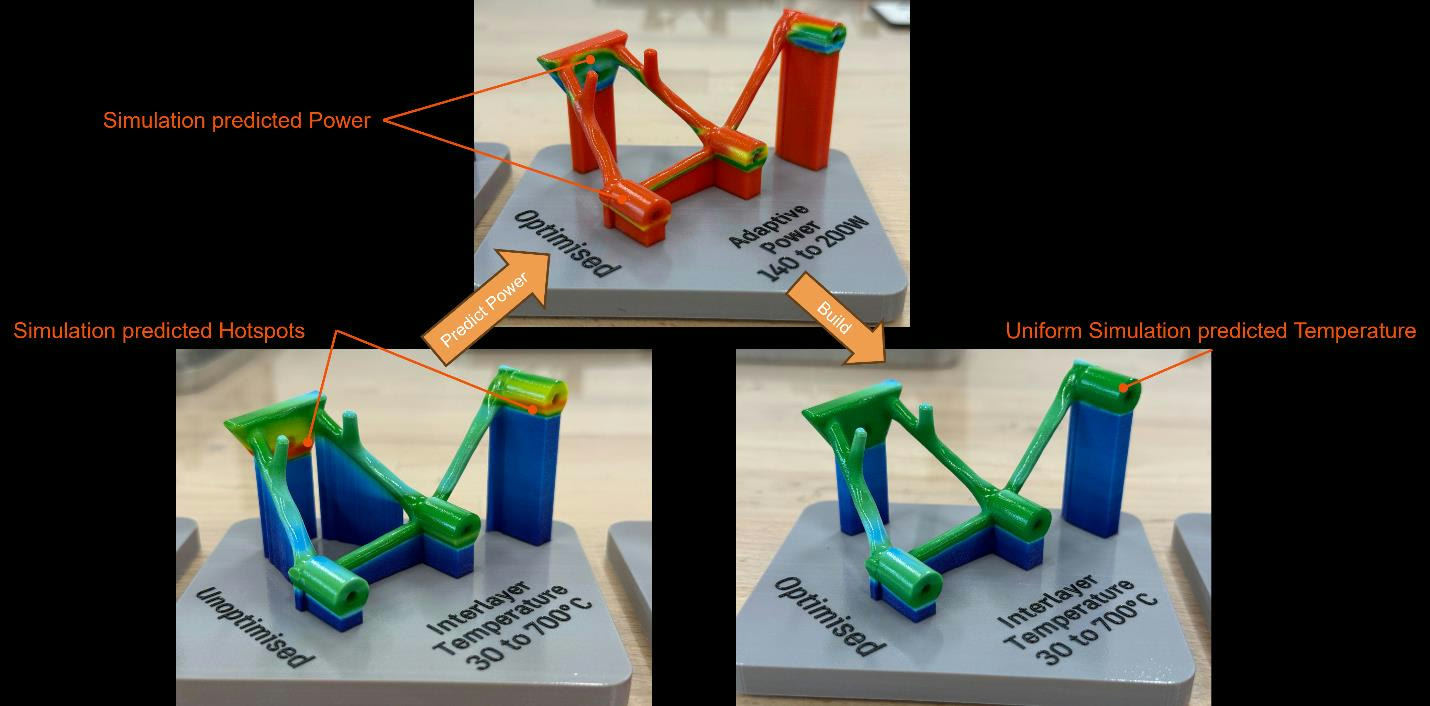 Simulation predicted Power
Optimised
Adaptive
Power
140 to 200W
Predict Power
Build
Simulation predicted Hotspots
Uniform Simulation predicted Temperature
Unoptimised
Interlayer
Temperature
30 to 700°C
Optimised
Interlayer
Temperature
30 to 700°C